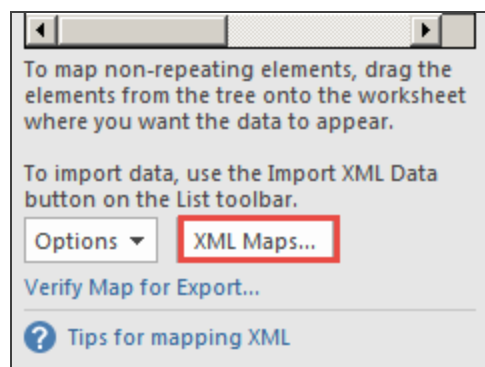 To map non-repeating elements, drag the
elements from the tree onto the worksheet
where you want the data to appear.
To import data, use the Import XML Data
button on the List toolbar.
Options XML Maps...
Verify Map for Export...
? Tips for mapping XML